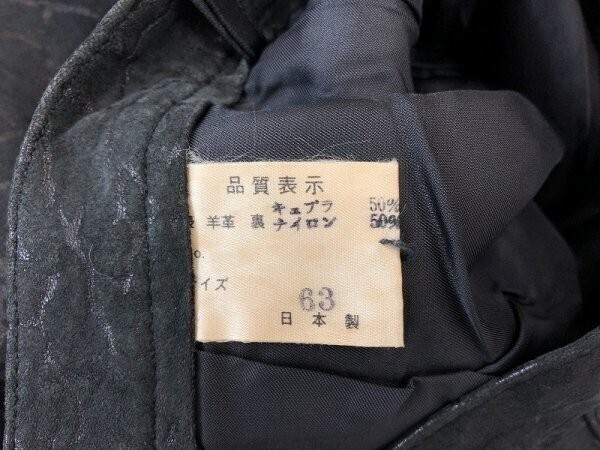 品質表示
キュプラ 50%
表 羊革 裏 ナイロン 50%
o.
イズ
63
日本製